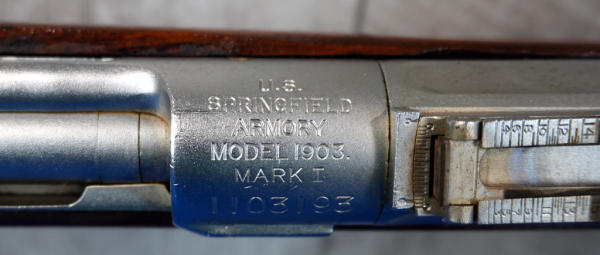 U.S.
SPRINGFIELD
ARMORY
MODEL 1903.
MARK I
1103193